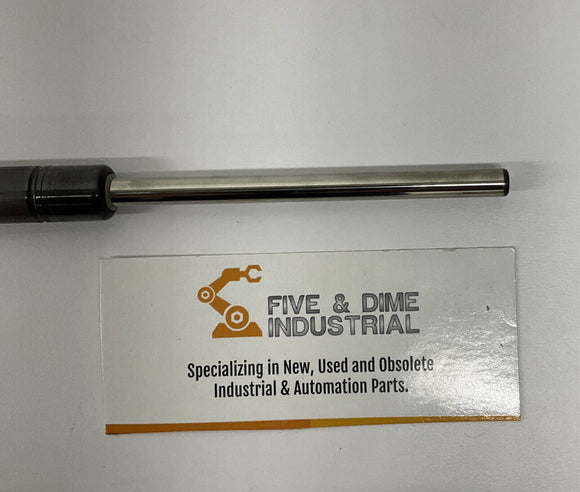 FIVE & DIME
INDUSTRIAL
Specializing in New, Used and Obsolete
Industrial & Automation Parts.